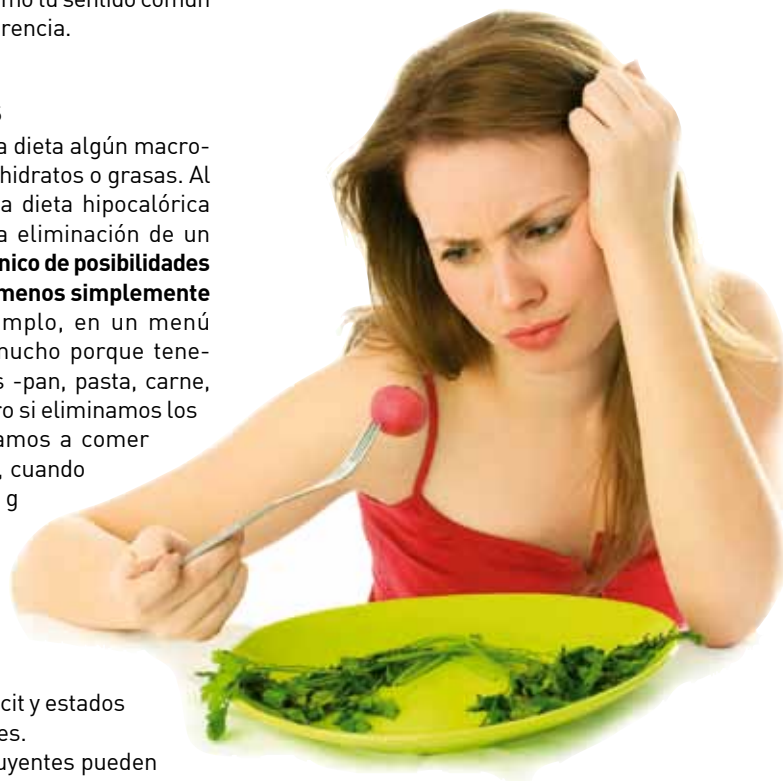 mo tu sentido común
rencia.
s
a dieta algún macro-
hidratos o grasas. Al
a dieta hipocalórica
a eliminación de un
nico de posibilidades
menos simplemente
mplo, en un menú
mucho porque tene-
s -pan, pasta, carne,
ro si eliminamos los
amos a comer
, cuando
g
cit y estados
es.
uyentes pueden